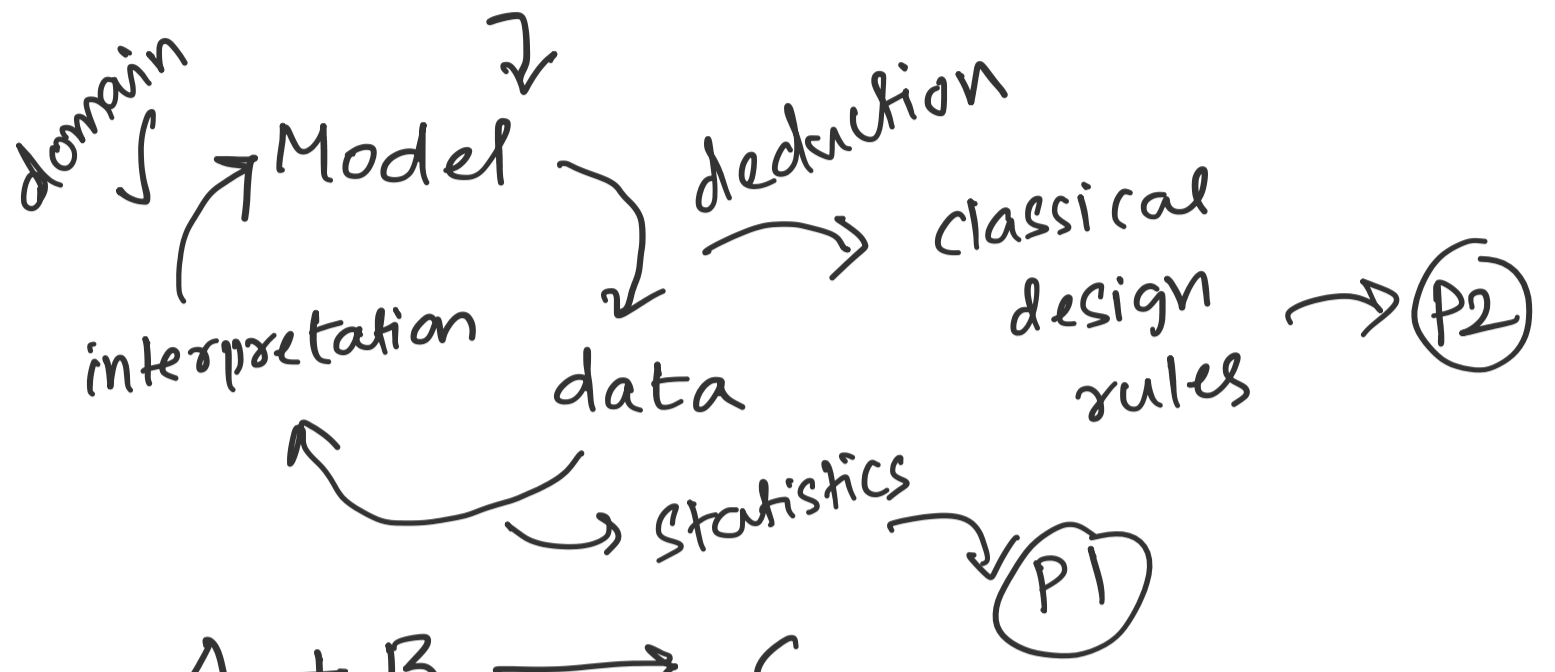 domain
Model
deduction
classical
design
rules
P2
interpretation
data
statistics
P1
A + B → C